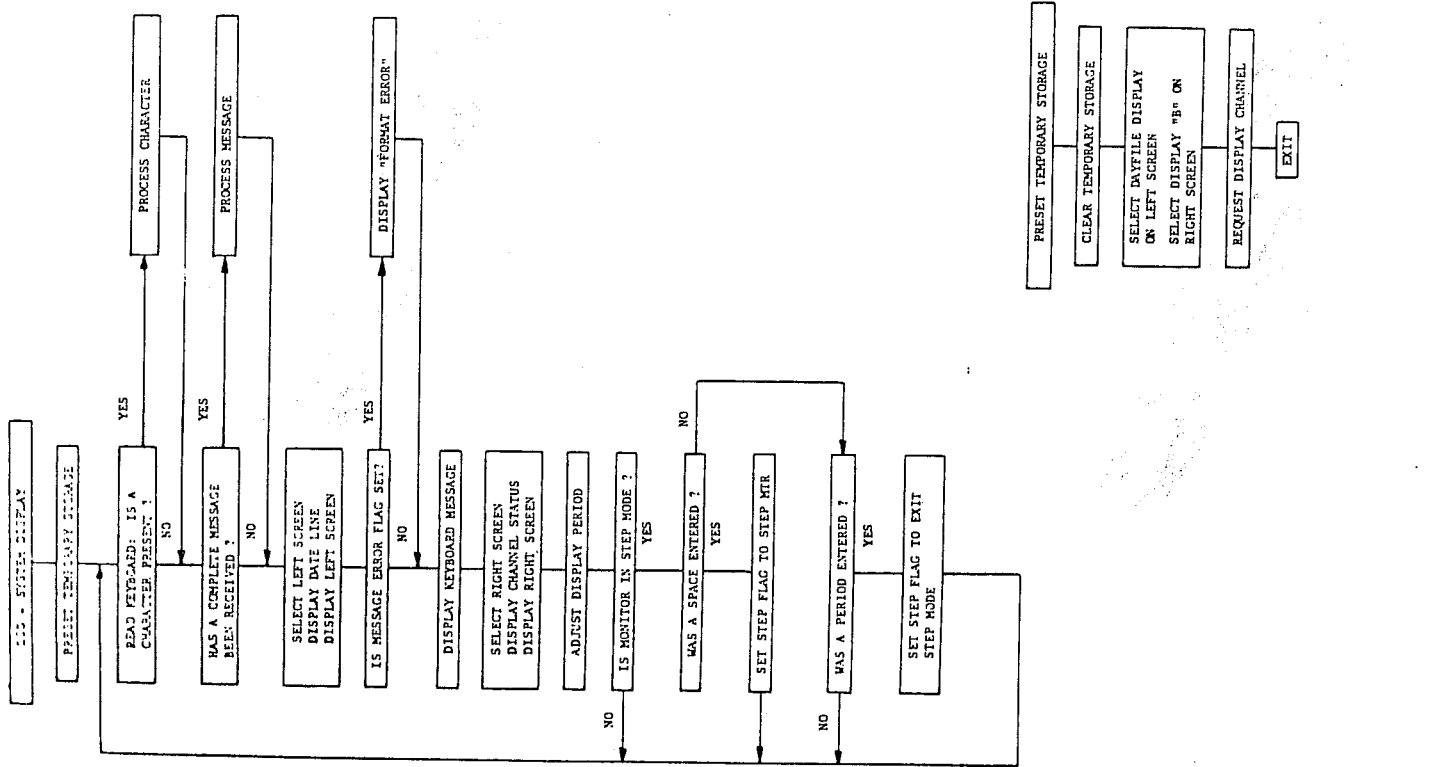 SYSTEM DISPLAY
PRESET TEMPORARY STORAGE
READ KEYBOARD: IS A
CHARACTER PRESENT ?
YES
PROCESS CHARACTER
NO
HAS A COMPLETE MESSAGE
BEEN RECEIVED ?
YES
PROCESS MESSAGE
NO
SELECT LEFT SCREEN
DISPLAY DATE LINE
DISPLAY LEFT SCREEN
IS MESSAGE ERROR FLAG SET?
YES
DISPLAY "FORMAT ERROR"
NO
DISPLAY KEYBOARD MESSAGE
SELECT RIGHT SCREEN
DISPLAY CHANNEL STATUS
DISPLAY RIGHT SCREEN
ADJUST DISPLAY PERIOD
IS MONITOR IN STEP MODE ?
NO
YES
WAS A SPACE ENTERED ?
NO
YES
SET STEP FLAG TO STEP MTR
WAS A PERIOD ENTERED ?
NO
YES
SET STEP FLAG TO EXIT
STEP MODE
PRESET TEMPORARY STORAGE
CLEAR TEMPORARY STORAGE
SELECT DAYFILE DISPLAY
ON LEFT SCREEN
SELECT DISPLAY "B" ON
RIGHT SCREEN
REQUEST DISPLAY CHANNEL
EXIT